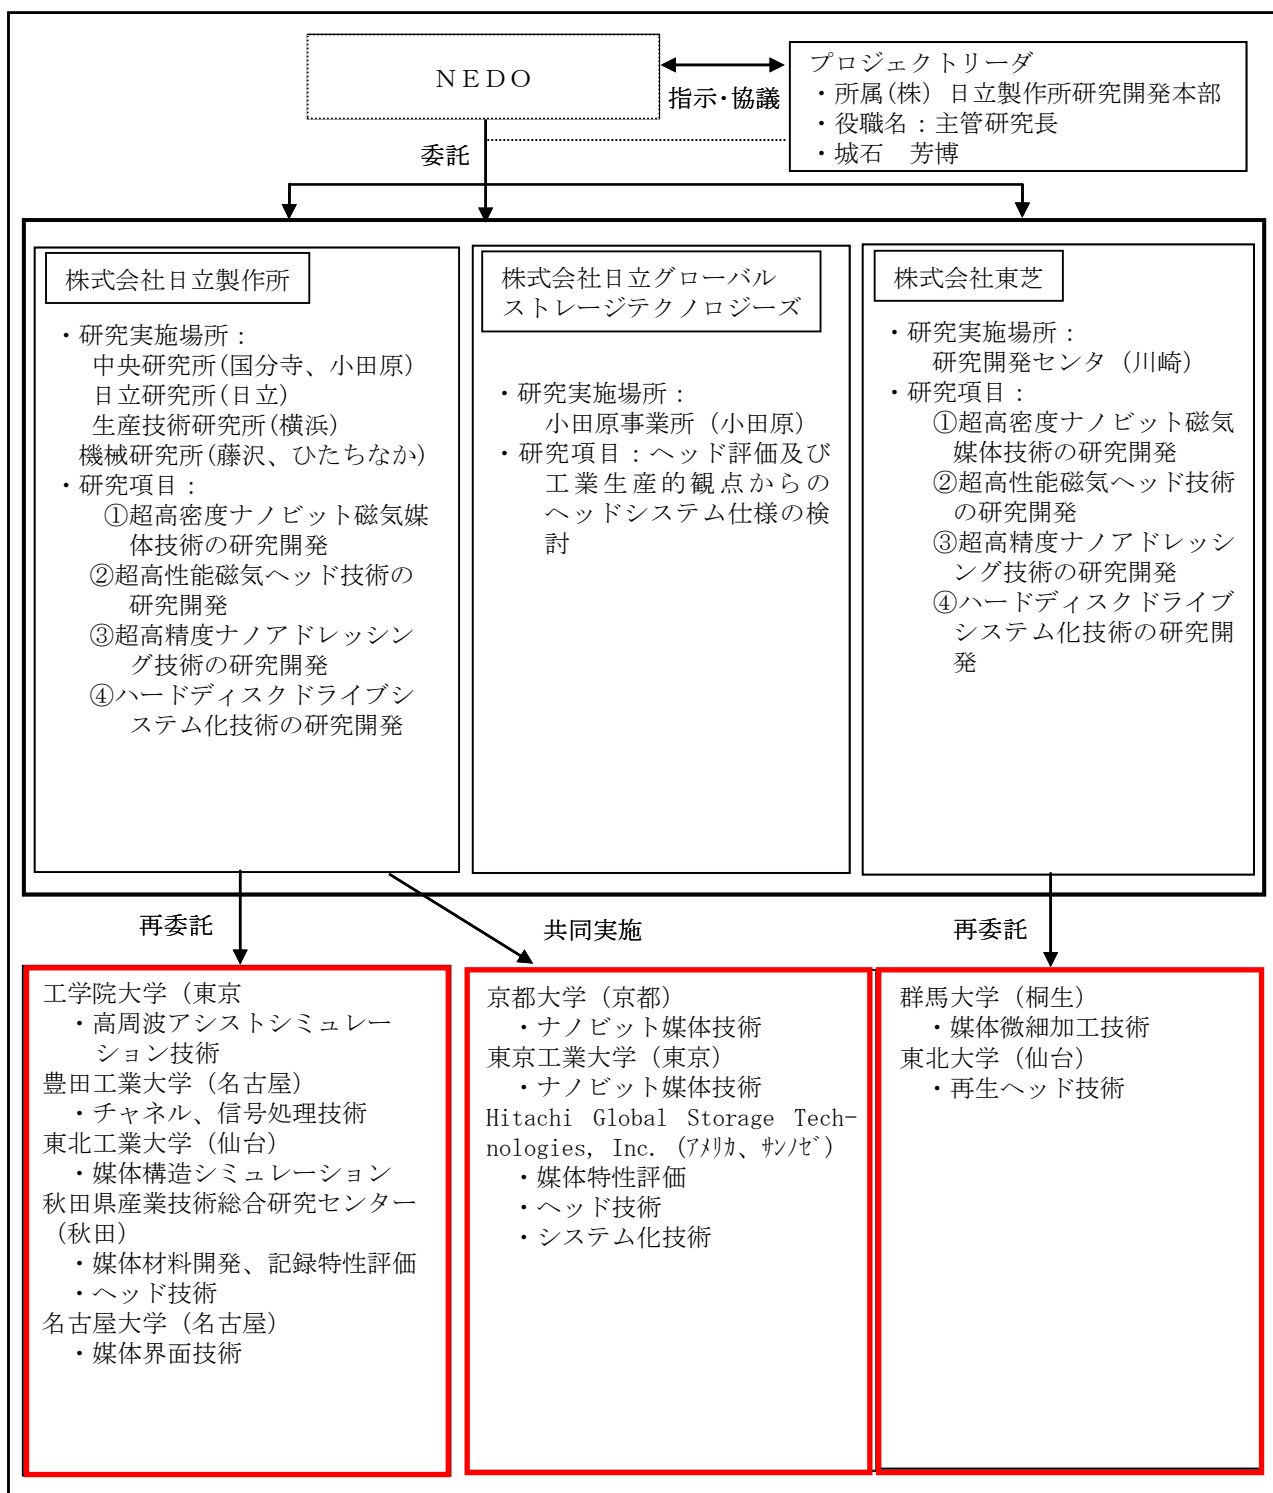 NEDO
指示・協議
プロジェクトリーダ
・所属(株) 日立製作所研究開発本部
・役職名：主管研究長
・城石　芳博
委託
株式会社日立製作所
・研究実施場所：
中央研究所(国分寺、小田原)
日立研究所(日立)
生産技術研究所(横浜)
機械研究所(藤沢、ひたちなか)
・研究項目：
①超高密度ナノビット磁気媒
体技術の研究開発
②超高性能磁気ヘッド技術の
研究開発
③超高精度ナノアドレッシン
グ技術の研究開発
④ハードディスクドライブシ
ステム化技術の研究開発
株式会社日立グローバル
ストレージテクノロジーズ
・研究実施場所：
小田原事業所（小田原）
・研究項目：ヘッド評価及び
工業生産的観点からの
ヘッドシステム仕様の検
討
株式会社東芝
・研究実施場所：
研究開発センタ（川崎）
・研究項目：
①超高密度ナノビット磁気
媒体技術の研究開発
②超高性能磁気ヘッド技術
の研究開発
③超高精度ナノアドレッシ
ング技術の研究開発
④ハードディスクドライブ
システム化技術の研究開
発
再委託
共同実施
再委託
工学院大学（東京
・高周波アシストシミュレー
ション技術
豊田工業大学（名古屋）
・チャネル、信号処理技術
東北工業大学（仙台）
・媒体構造シミュレーション
秋田県産業技術総合研究センター
（秋田）
・媒体材料開発、記録特性評価
・ヘッド技術
名古屋大学（名古屋）
・媒体界面技術
京都大学（京都）
・ナノビット媒体技術
東京工業大学（東京）
・ナノビット媒体技術
Hitachi Global Storage Tech-
nologies, Inc. (ｱﾒﾘｶ、ｻﾝﾉｾﾞ)
・媒体特性評価
・ヘッド技術
・システム化技術
群馬大学（桐生）
・媒体微細加工技術
東北大学（仙台）
・再生ヘッド技術